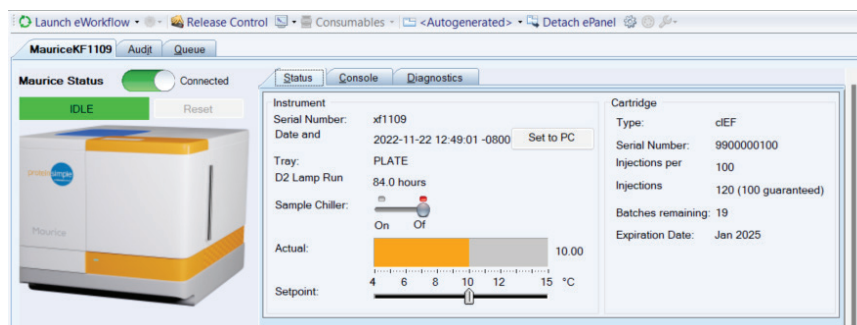 Launch eWorkflow Release Control Consumables <Autogenerated> Detach ePanel
MauriceKF1109 Audit Queue
Maurice Status Connected
IDLE Reset
proteinsimple
Maurice
Status Console Diagnostics
Instrument
Serial Number: xf1109
Date and 2022-11-22 12:49:01 -0800 Set to PC
Tray: PLATE
D2 Lamp Run 84.0 hours
Sample Chiller:
On Of
Actual: 10.00
4 6 8 10 12 15 °C
Setpoint:
Cartridge
Type: cIEF
Serial Number: 9900000100
Injections per 100
Injections 120 (100 guaranteed)
Batches remaining: 19
Expiration Date: Jan 2025